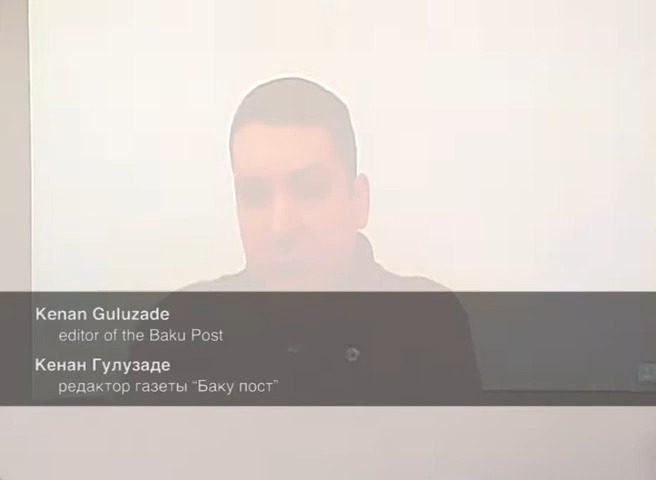 Kenan Guluzade
editor of the Baku Post
Кенан Гулузаде
редактор газеты “Баку пост”